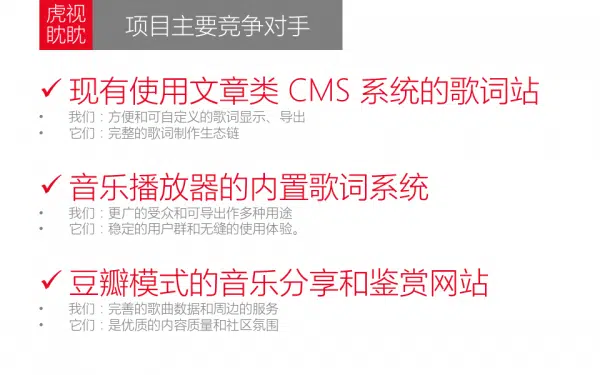 虎视
眈眈
项目主要竞争对手
✓ 现有使用文章类 CMS 系统的歌词站
• 我们：方便和可自定义的歌词显示、导出
• 它们：完整的歌词制作生态链
✓ 音乐播放器的内置歌词系统
• 我们：更广的受众和可导出作多种用途
• 它们：稳定的用户群和无缝的使用体验。
✓ 豆瓣模式的音乐分享和鉴赏网站
• 我们：完善的歌曲数据和周边的服务
• 它们：是优质的内容质量和社区氛围